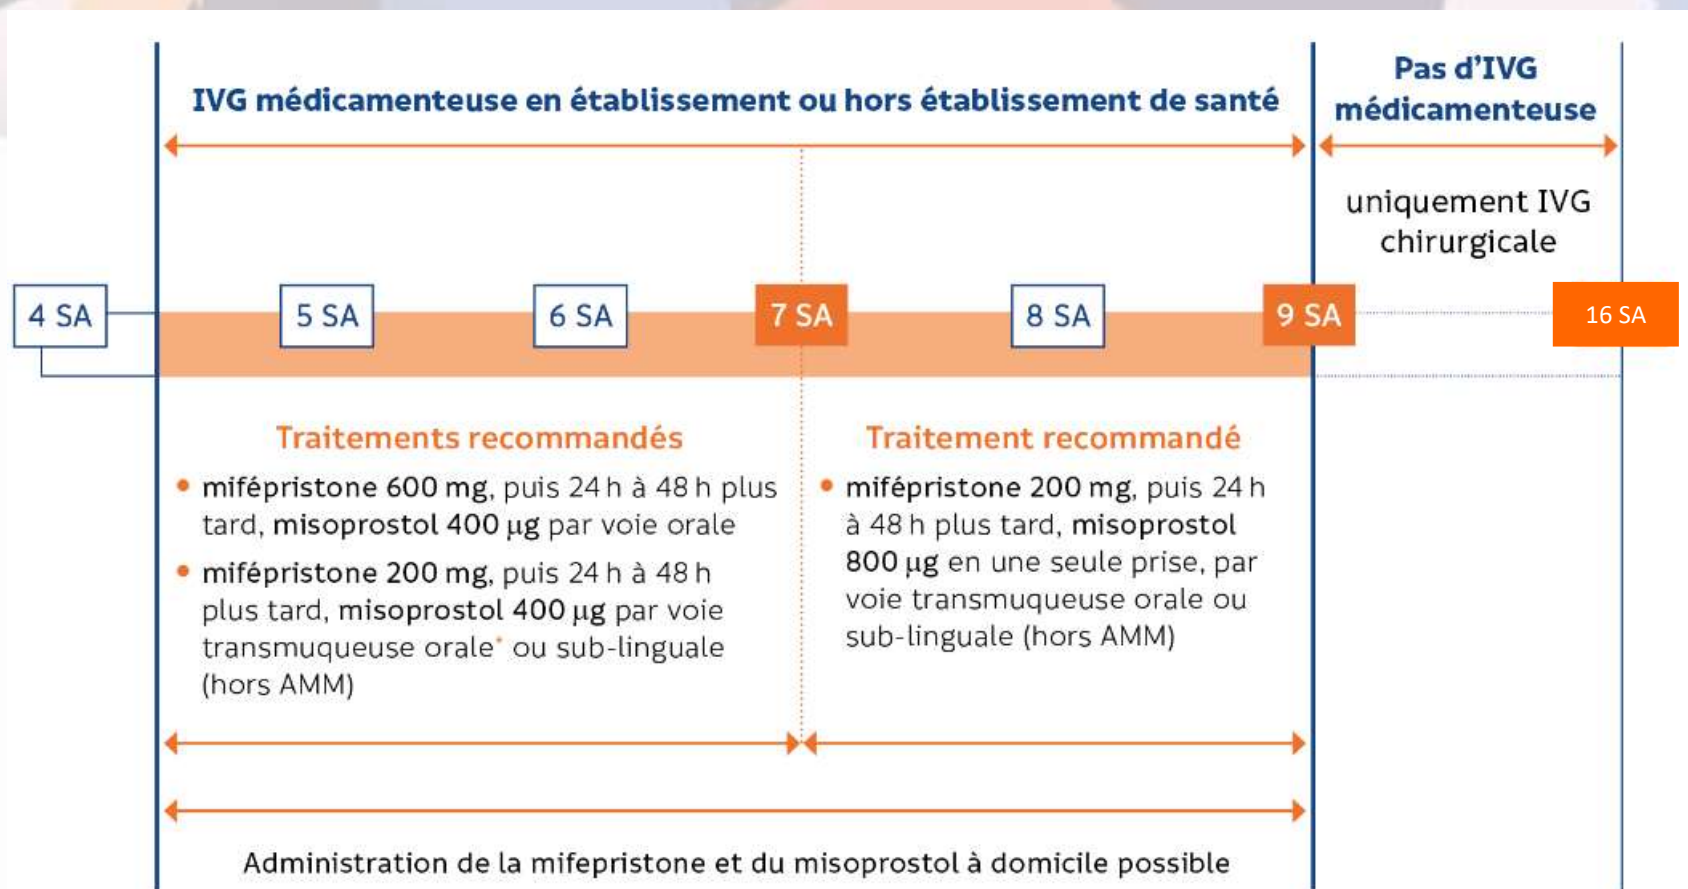 IVG médicamenteuse en établissement ou hors établissement de santé
Pas d'IVG
médicamenteuse
uniquement IVG
chirurgicale
4 SA
5 SA
6 SA
7 SA
8 SA
9 SA
16 SA
Traitements recommandés
• mifépristone 600 mg, puis 24 h à 48 h plus
tard, misoprostol 400 µg par voie orale
• mifépristone 200 mg, puis 24 h à 48 h
plus tard, misoprostol 400 µg par voie
transmuqueuse orale* ou sub-linguale
(hors AMM)
Traitement recommandé
• mifépristone 200 mg, puis 24 h
à 48 h plus tard, misoprostol
800 µg en une seule prise, par
voie transmuqueuse orale ou
sub-linguale (hors AMM)
Administration de la mifepristone et du misoprostol à domicile possible